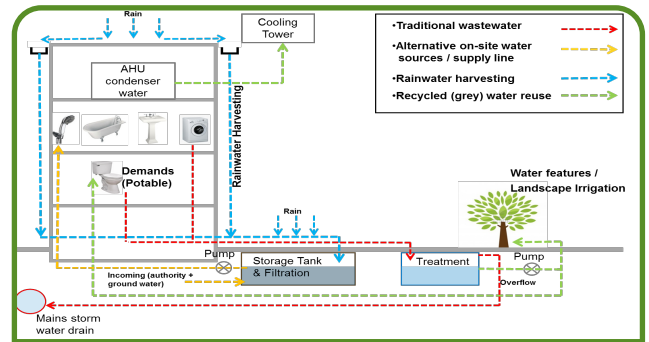 Rain
Cooling
Tower
•Traditional wastewater
•Alternative on-site water
sources / supply line
•Rainwater harvesting
•Recycled (grey) water reuse
AHU
condenser
water
Rainwater Harvesting
Demands
(Potable)
Water features /
Landscape Irrigation
Rain
Pump
Storage Tank
& Filtration
Treatment
Pump
Incoming (authority +
ground water)
Overflow
Mains storm
water drain